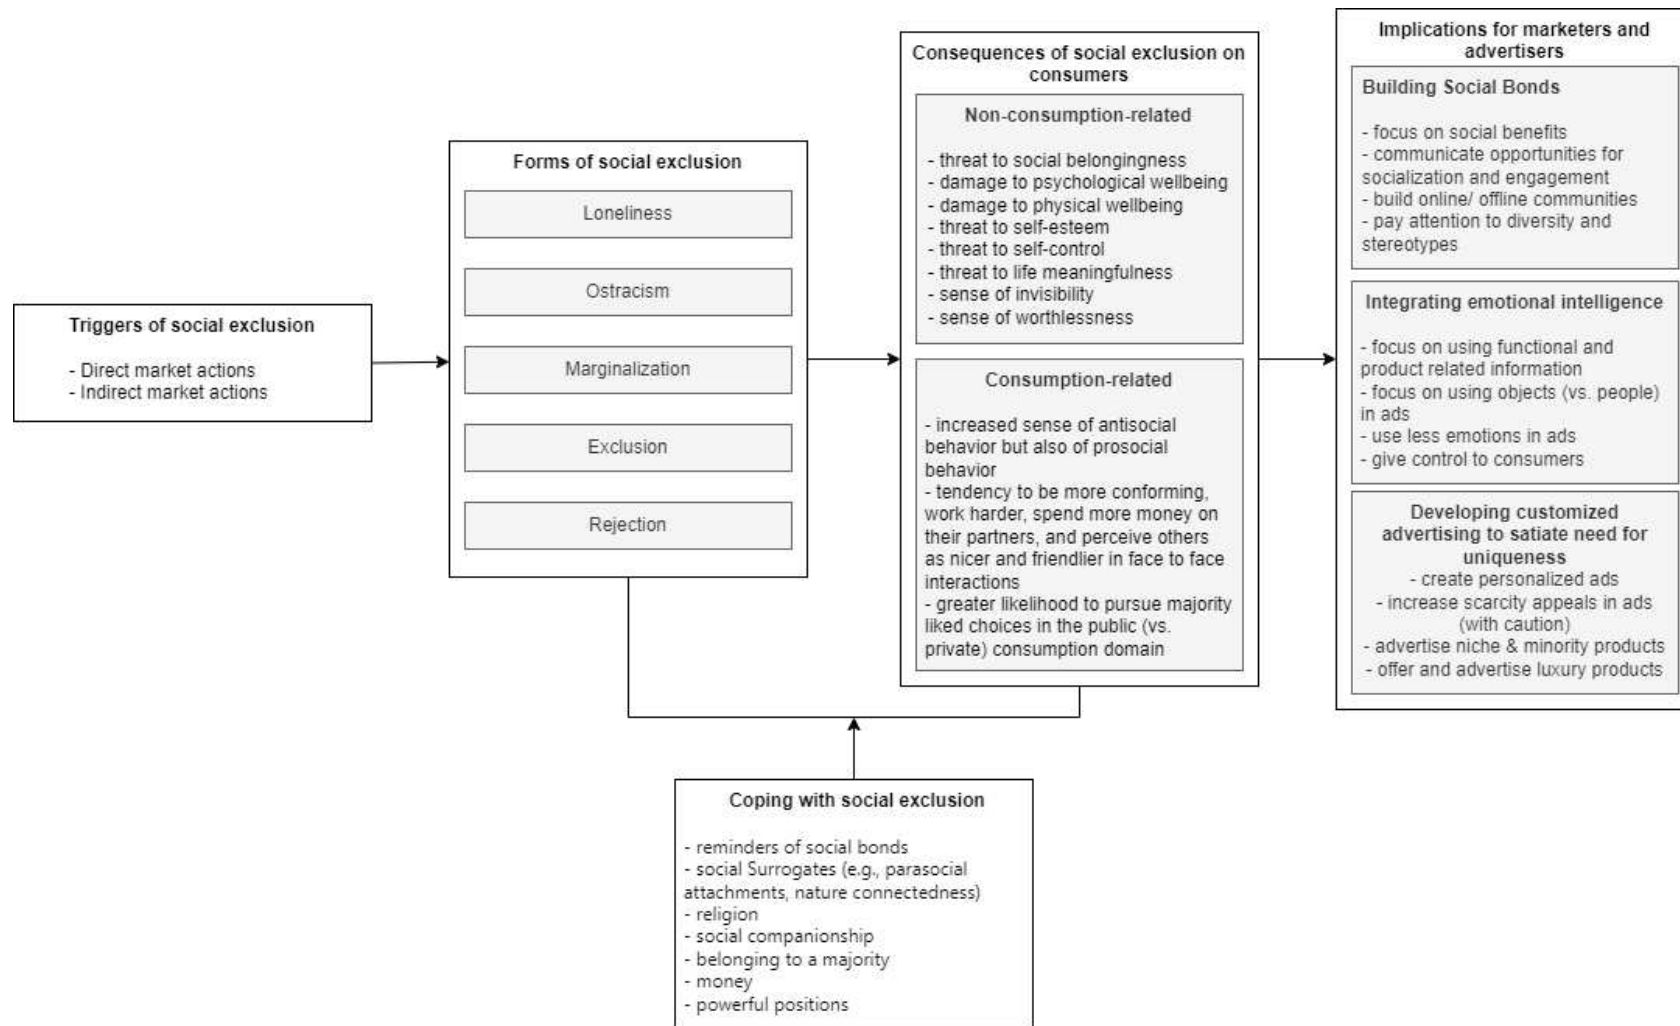 Triggers of social exclusion
- Direct market actions
- Indirect market actions
Forms of social exclusion
Loneliness
Ostracism
Marginalization
Exclusion
Rejection
Consequences of social exclusion on
consumers
Non-consumption-related
- threat to social belongingness
- damage to psychological wellbeing
- damage to physical wellbeing
- threat to self-esteem
- threat to self-control
- threat to life meaningfulness
- sense of invisibility
- sense of worthlessness
Consumption-related
- increased sense of antisocial
behavior but also of prosocial
behavior
- tendency to be more conforming,
work harder, spend more money on
their partners, and perceive others
as nicer and friendlier in face to face
interactions
- greater likelihood to pursue majority
liked choices in the public (vs.
private) consumption domain
Implications for marketers and
advertisers
Building Social Bonds
- focus on social benefits
- communicate opportunities for
socialization and engagement
- build online/ offline communities
- pay attention to diversity and
stereotypes
Integrating emotional intelligence
- focus on using functional and
product related information
- focus on using objects (vs. people)
in ads
- use less emotions in ads
- give control to consumers
Developing customized
advertising to satiate need for
uniqueness
- create personalized ads
- increase scarcity appeals in ads
(with caution)
- advertise niche & minority products
- offer and advertise luxury products
Coping with social exclusion
- reminders of social bonds
- social Surrogates (e.g., parasocial
attachments, nature connectedness)
- religion
- social companionship
- belonging to a majority
- money
- powerful positions